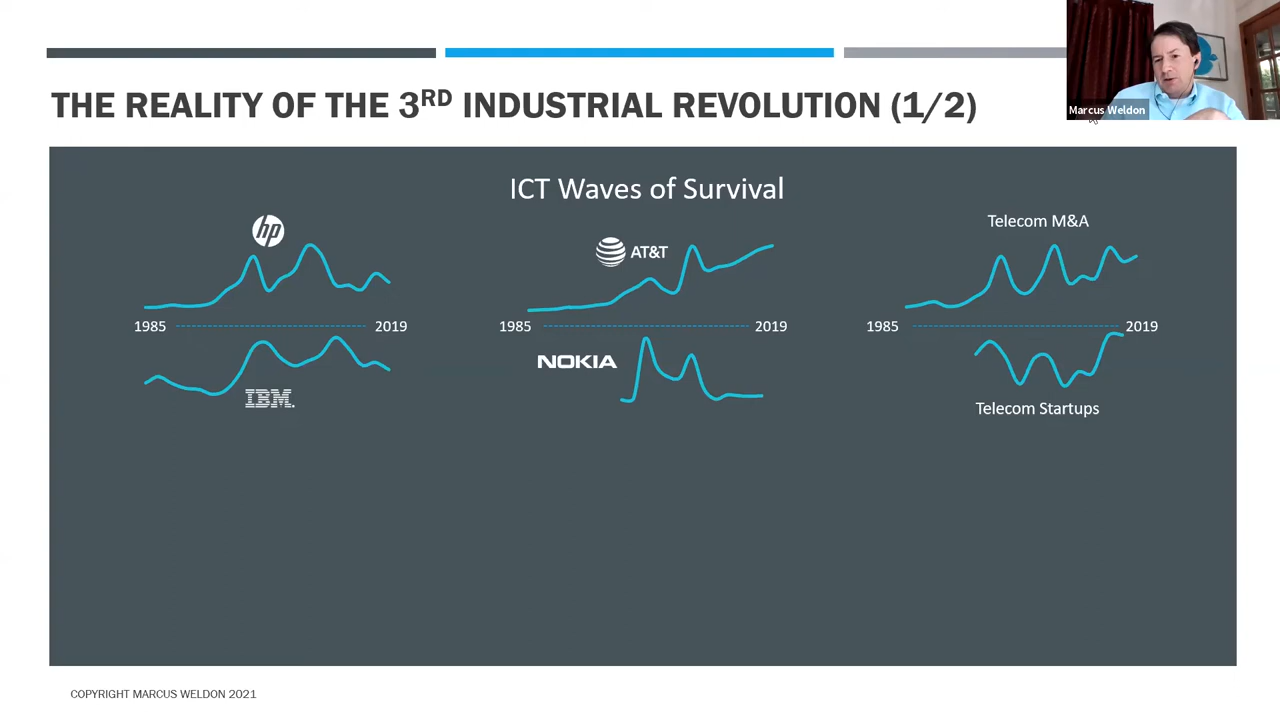 Marcus Weldon
THE REALITY OF THE 3RD INDUSTRIAL REVOLUTION (1/2)
ICT Waves of Survival
hp
1985
2019
IBM
AT&T
1985
2019
NOKIA
Telecom M&A
1985
2019
Telecom Startups
COPYRIGHT MARCUS WELDON 2021